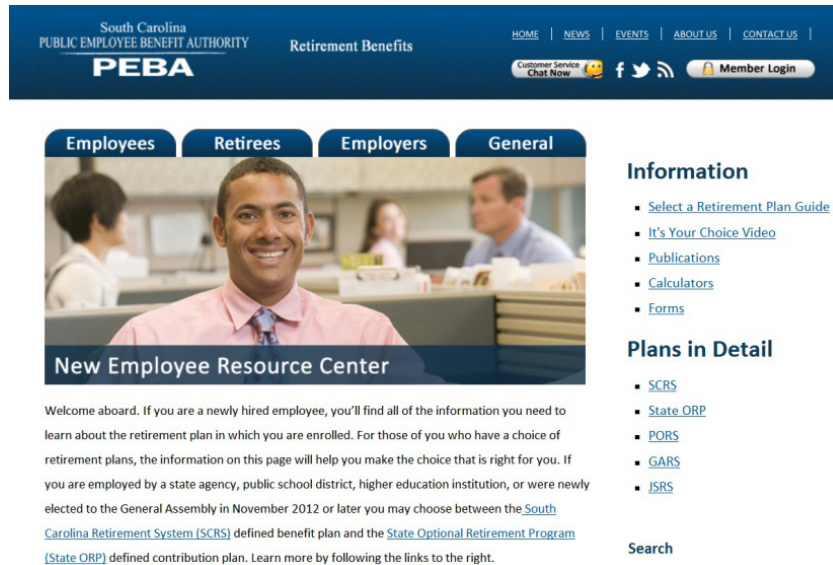 South Carolina
PUBLIC EMPLOYEE BENEFIT AUTHORITY
PEBA
Retirement Benefits
HOME | NEWS | EVENTS | ABOUT US | CONTACT US |
Customer Service
Chat Now
Member Login
Employees
Retirees
Employers
General
New Employee Resource Center
Welcome aboard. If you are a newly hired employee, you'll find all of the information you need to
learn about the retirement plan in which you are enrolled. For those of you who have a choice of
retirement plans, the information on this page will help you make the choice that is right for you. If
you are employed by a state agency, public school district, higher education institution, or were newly
elected to the General Assembly in November 2012 or later you may choose between the South
Carolina Retirement System (SCRS) defined benefit plan and the State Optional Retirement Program
(State ORP) defined contribution plan. Learn more by following the links to the right.
Information
Select a Retirement Plan Guide
It's Your Choice Video
Publications
Calculators
Forms
Plans in Detail
SCRS
State ORP
PORS
GARS
JSRS
Search